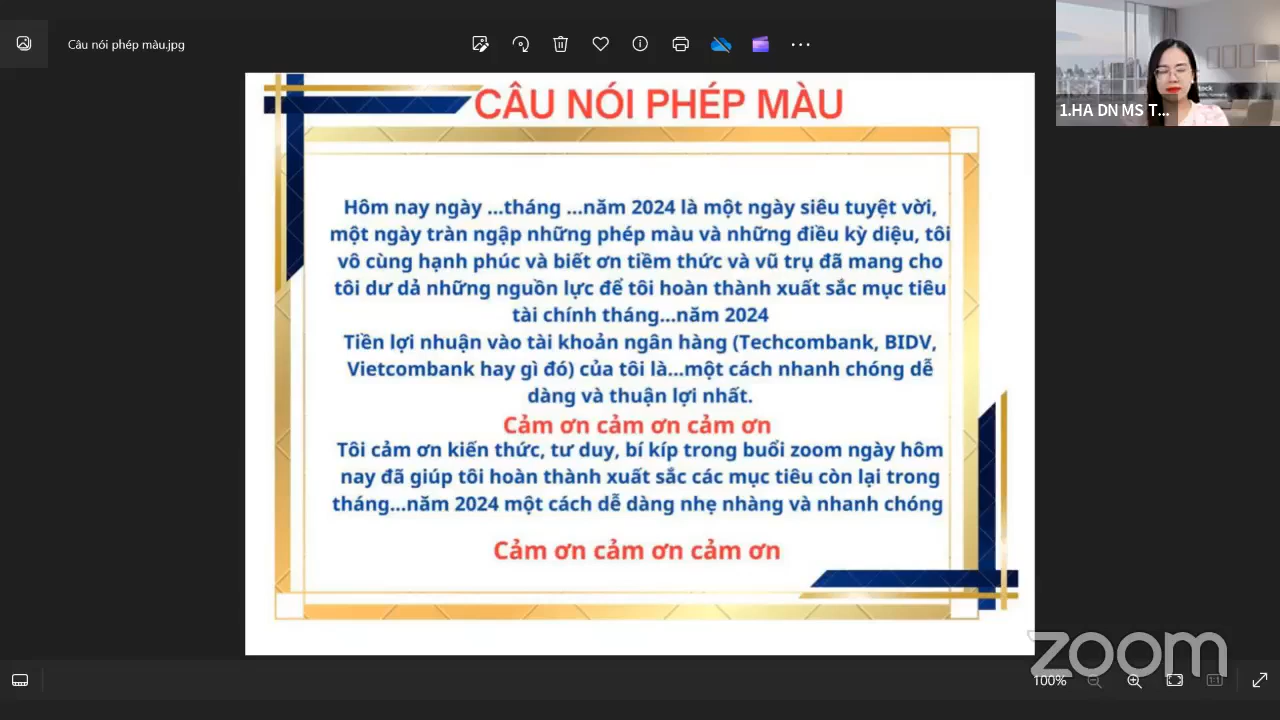 Câu nói phép màu.jpg
1.HA DN MS T...
CÂU NÓI PHÉP MÀU
Hôm nay ngày ...tháng ...năm 2024 là một ngày siêu tuyệt vời,
một ngày tràn ngập những phép màu và những điều kỳ diệu, tôi
vô cùng hạnh phúc và biết ơn tiềm thức và vũ trụ đã mang cho
tôi dư dả những nguồn lực để tôi hoàn thành xuất sắc mục tiêu
tài chính tháng...năm 2024
Tiền lợi nhuận vào tài khoản ngân hàng (Techcombank, BIDV,
Vietcombank hay gì đó) của tôi là...một cách nhanh chóng dễ
dàng và thuận lợi nhất.
Cảm ơn cảm ơn cảm ơn
Tôi cảm ơn kiến thức, tư duy, bí kíp trong buổi zoom ngày hôm
nay đã giúp tôi hoàn thành xuất sắc các mục tiêu còn lại trong
tháng...năm 2024 một cách dễ dàng nhẹ nhàng và nhanh chóng
Cảm ơn cảm ơn cảm ơn
zoom
100%
1:1